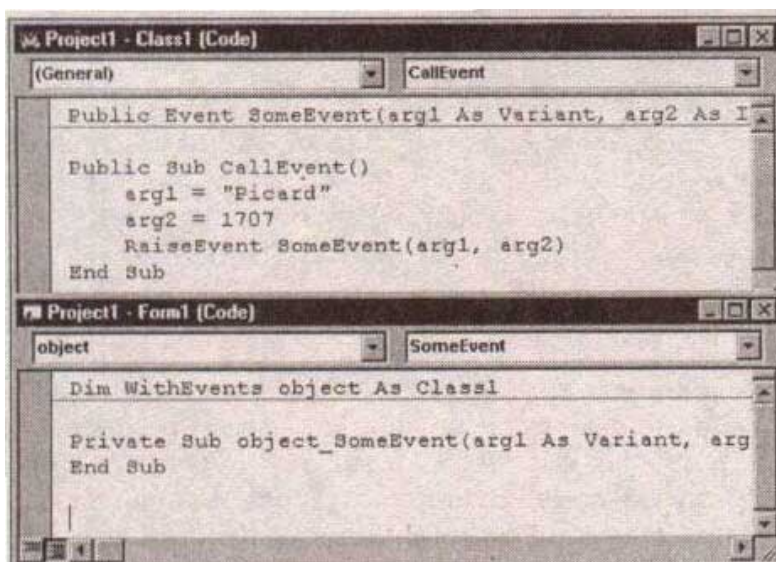 Project1 - Class1 (Code)
(General) CallEvent
Public Event SomeEvent(arg1 As Variant, arg2 As I
Public Sub CallEvent()
arg1 = "Picard"
arg2 = 1707
RaiseEvent SomeEvent(arg1, arg2)
End Sub
Project1 - Form1 (Code)
object SomeEvent
Dim WithEvents object As Class1
Private Sub object_SomeEvent(arg1 As Variant, arg
End Sub